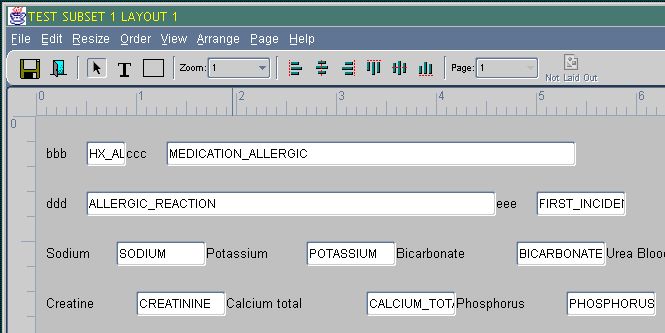 TEST SUBSET 1 LAYOUT 1
File Edit Resize Order View Arrange Page Help
T Zoom: 1 Page: 1 Not Laid Out
0 1 2 3 4 5 6
0
bbb HX_AL ccc MEDICATION_ALLERGIC
ddd ALLERGIC_REACTION eee FIRST_INCIDEN
Sodium SODIUM Potassium POTASSIUM Bicarbonate BICARBONATE Urea Bloo
Creatine CREATININE Calcium total CALCIUM_TOTA Phosphorus PHOSPHORUS